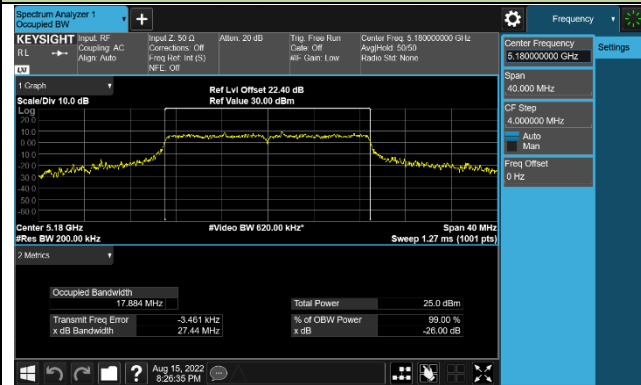 Spectrum Analyzer 1
Occupied BW
Frequency
KEYSIGHT
RL
Input: RF
Coupling: AC
Align: Auto
Input Z: 50 Ω
Corrections: Off
Freq Ref: Int (S)
NFE: Off
Atten: 20 dB
Trig: Free Run
Gate: Off
#IF Gain: Low
Center Freq: 5.180000000 GHz
Avg|Hold: 50/50
Radio Std: None
LXI
1 Graph
Scale/Div 10.0 dB
Ref Lvl Offset 22.40 dB
Ref Value 30.00 dBm
Log
20.0
10.0
0.00
-10.0
-20.0
-30.0
-40.0
-50.0
-60.0
Center 5.18 GHz
#Video BW 620.00 kHz*
Span 40 MHz
#Res BW 200.00 kHz
Sweep 1.27 ms (1001 pts)
2 Metrics
Occupied Bandwidth
17.884 MHz
Total Power
25.0 dBm
Transmit Freq Error
-3.461 kHz
% of OBW Power
99.00 %
x dB Bandwidth
27.44 MHz
x dB
-26.00 dB
Center Frequency
5.180000000 GHz
Settings
Span
40.000 MHz
CF Step
4.000000 MHz
Auto
Man
Freq Offset
0 Hz
Aug 15, 2022
8:26:35 PM